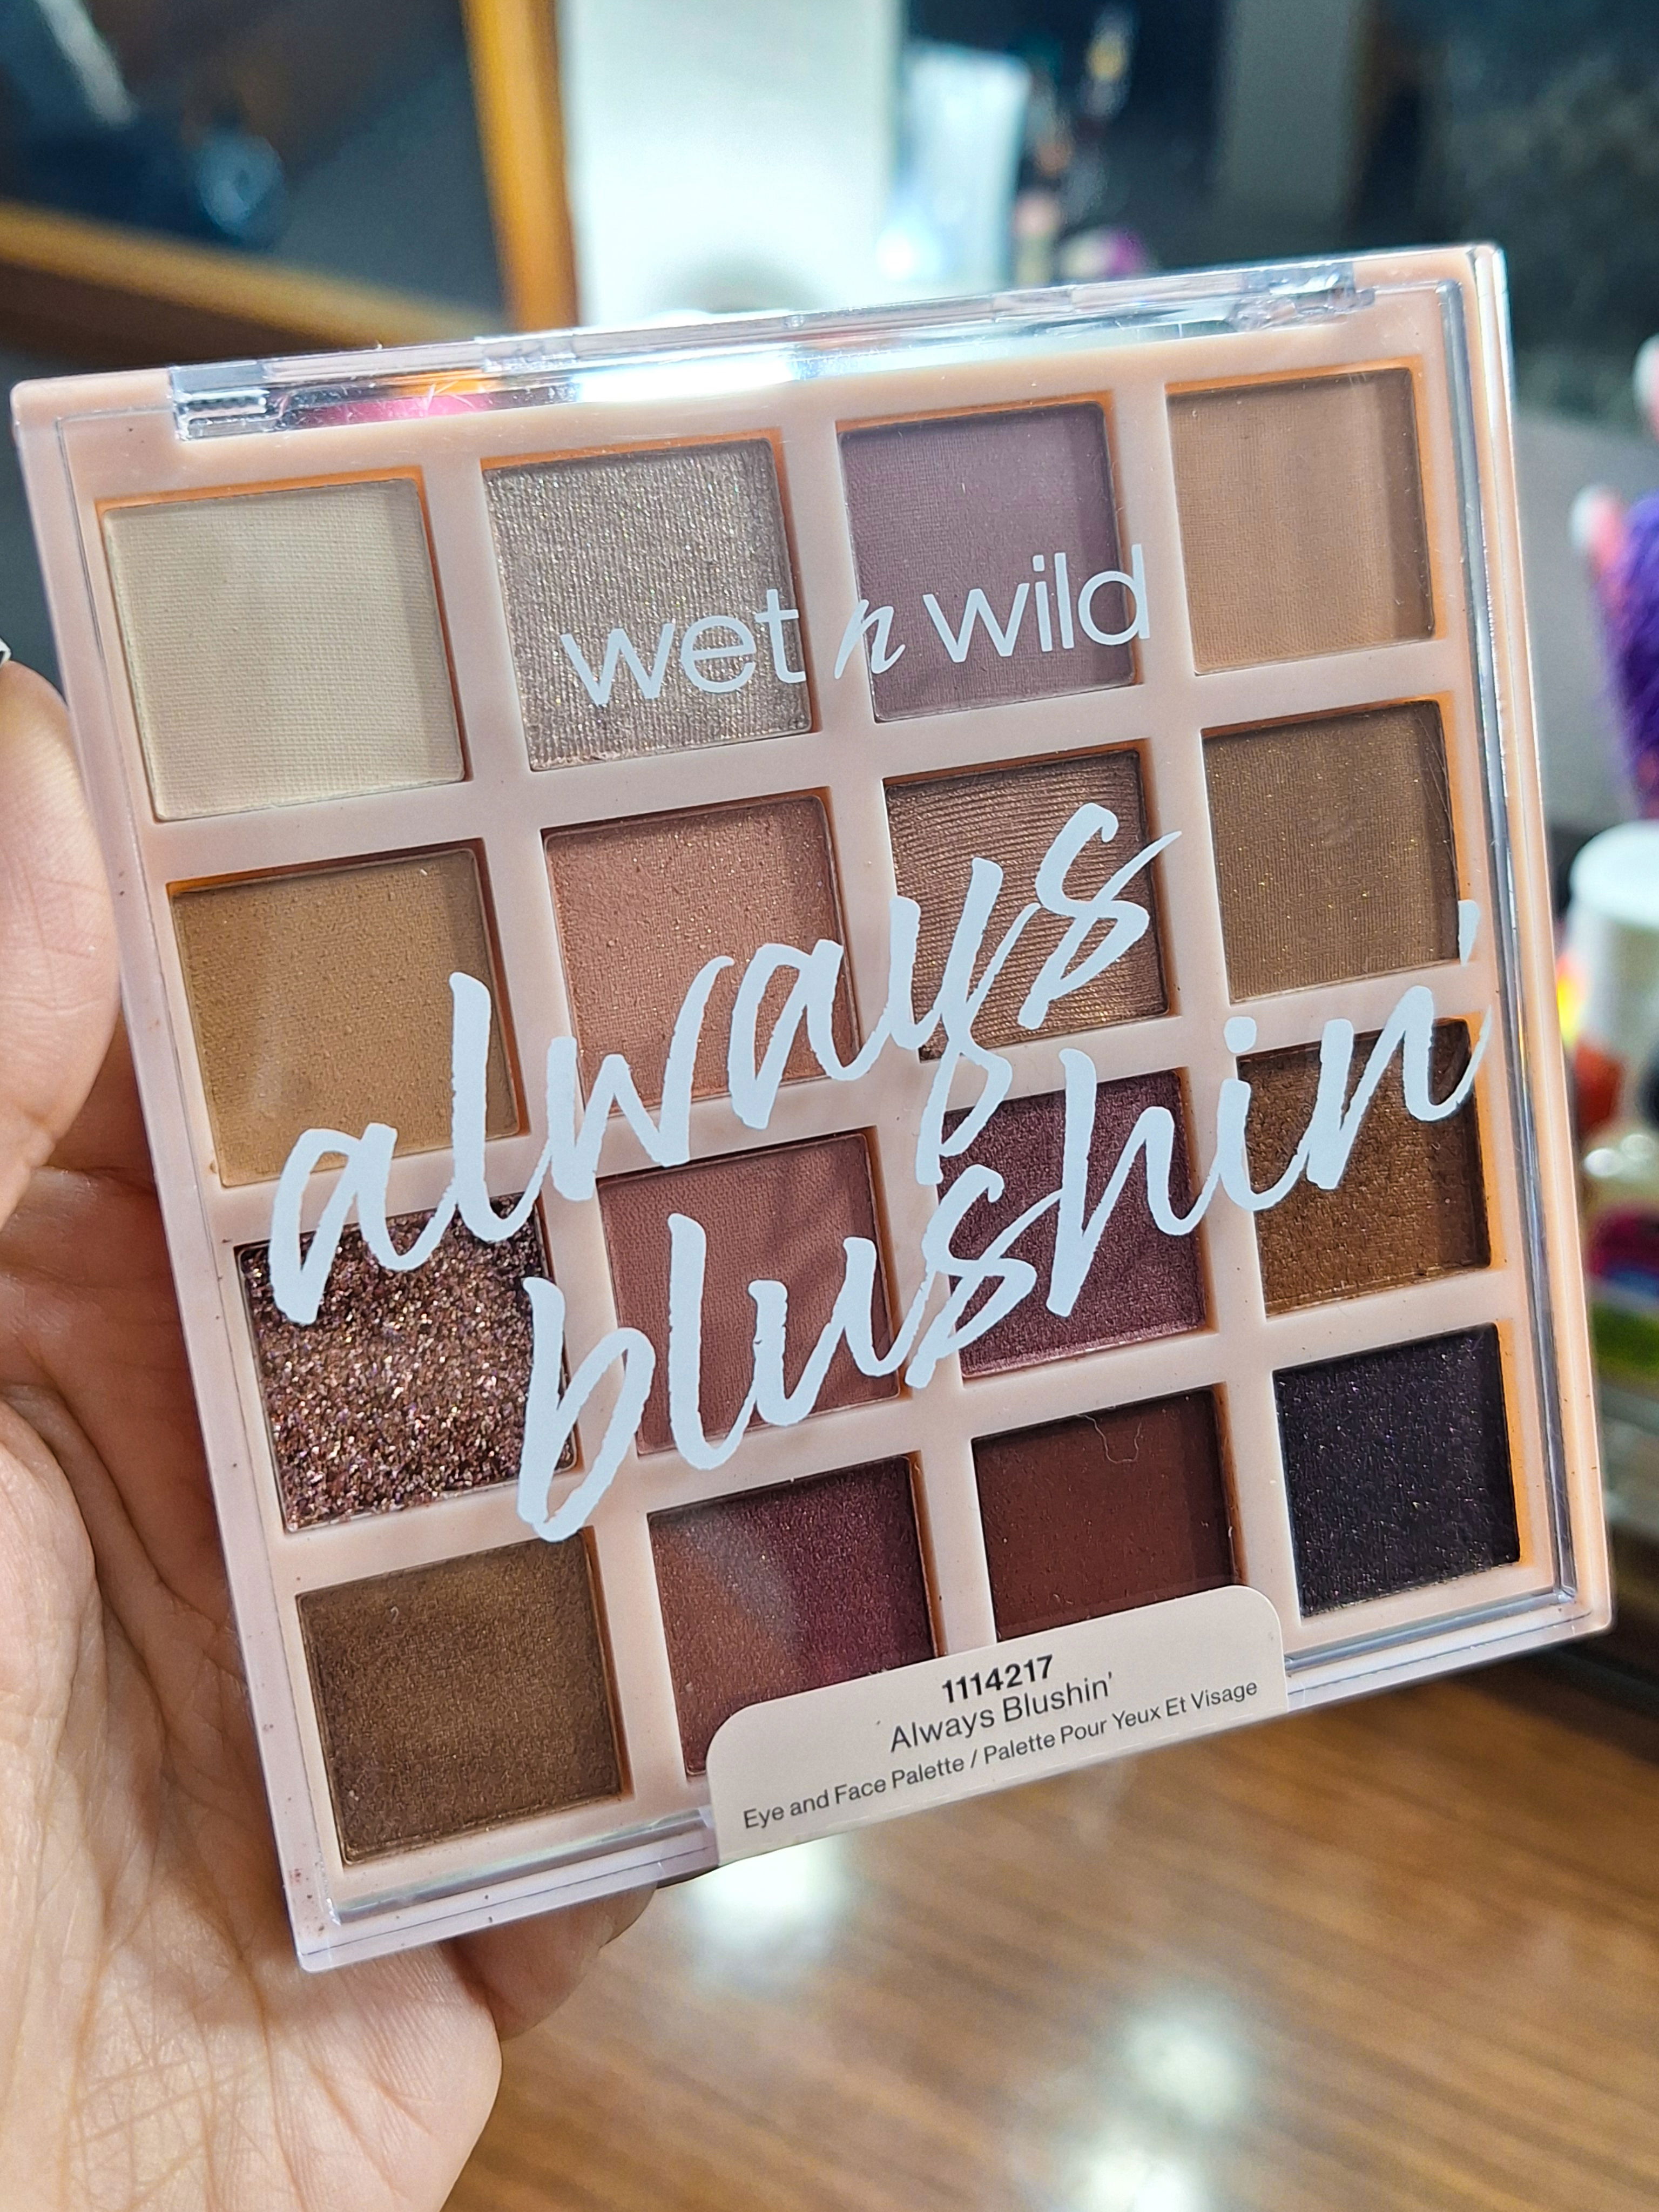 wet n wild
always
blushin'
1114217
Always Blushin'
Eye and Face Palette / Palette Pour Yeux Et Visage